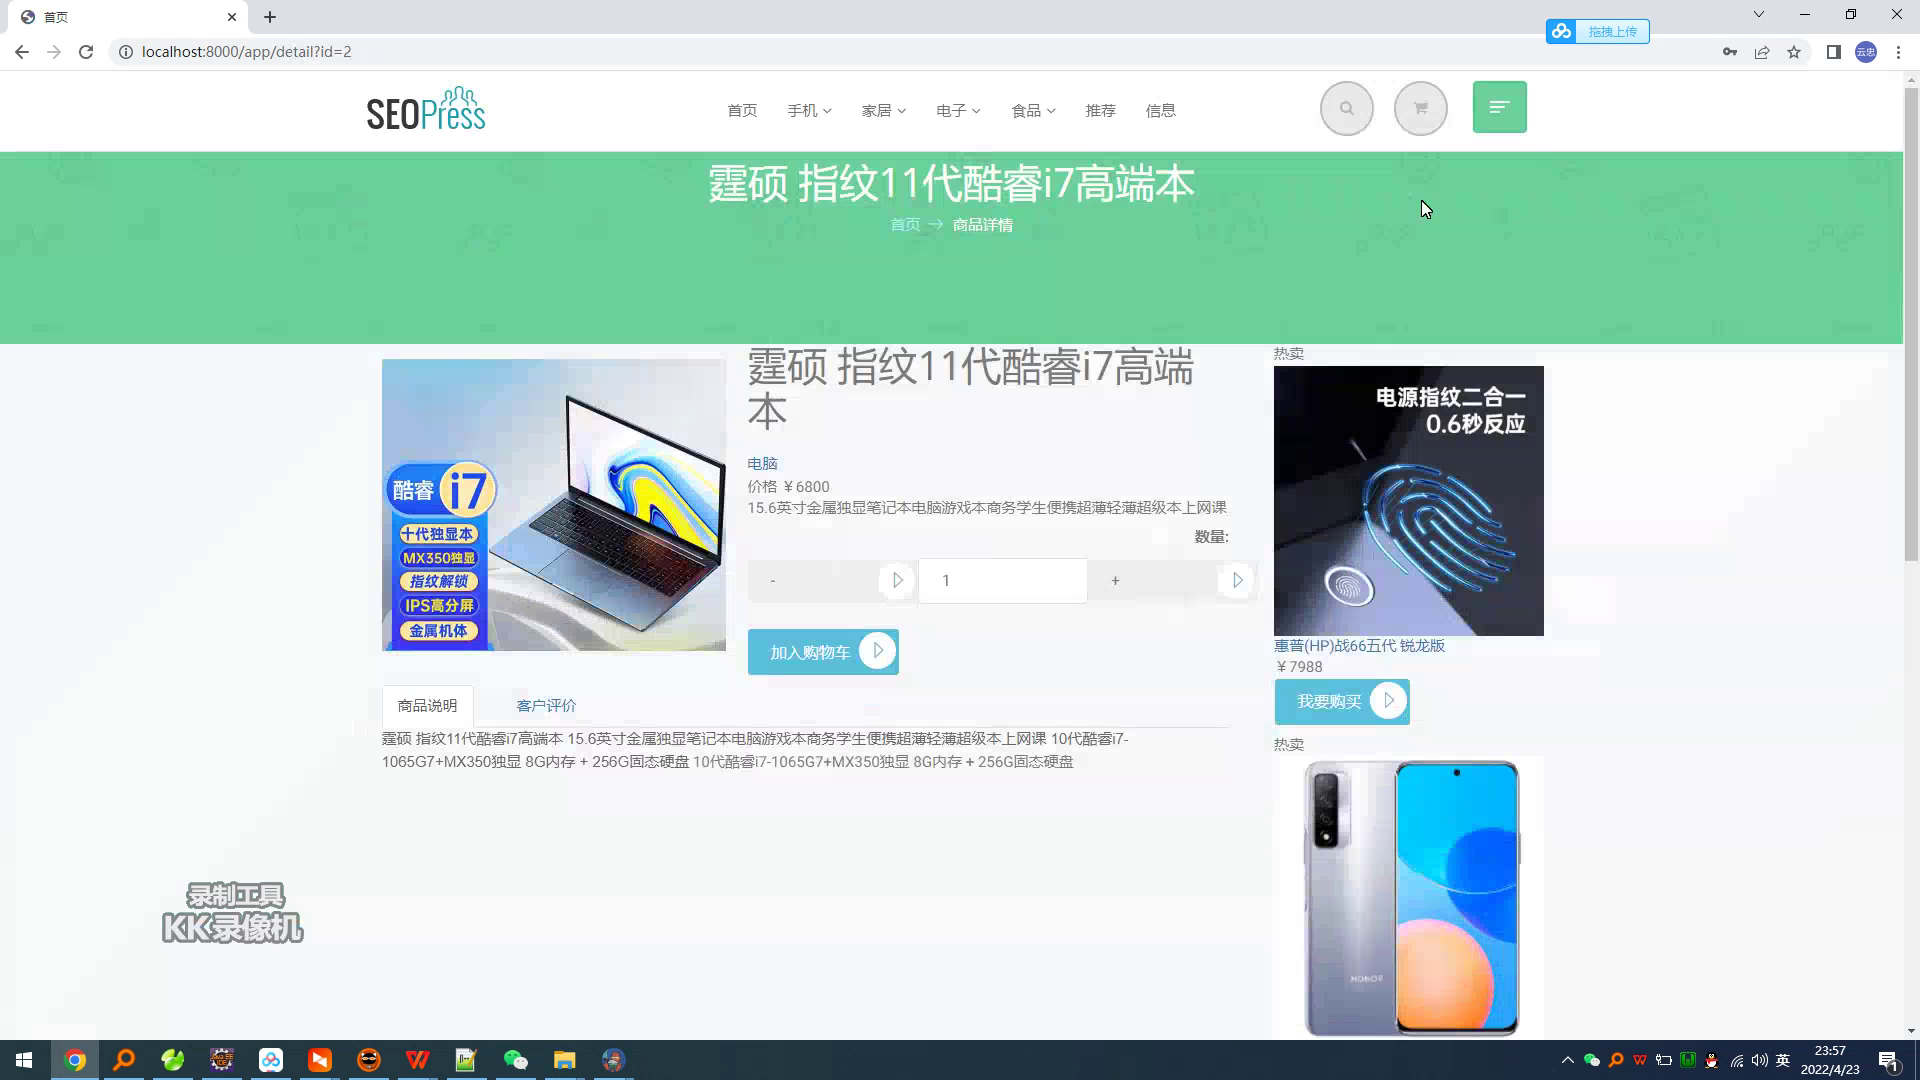 首页
拖拽上传
localhost:8000/app/detail?id=2
云忠
SEOPress
首页 手机 家居 电子 食品 推荐 信息
霆硕 指纹11代酷睿i7高端本
首页 → 商品详情
霆硕 指纹11代酷睿i7高端
本
电脑
价格 ￥6800
15.6英寸金属独显笔记本电脑游戏本商务学生便携超薄轻薄超级本上网课
数量:
- 1 +
加入购物车
酷睿 i7
十代独显本
MX350独显
指纹解锁
IPS高分屏
金属机体
商品说明 客户评价
霆硕 指纹11代酷睿i7高端本 15.6英寸金属独显笔记本电脑游戏本商务学生便携超薄轻薄超级本上网课 10代酷睿i7-
1065G7+MX350独显 8G内存 + 256G固态硬盘 10代酷睿i7-1065G7+MX350独显 8G内存 + 256G固态硬盘
热卖
电源指纹二合一
0.6秒反应
惠普(HP)战66五代 锐龙版
￥7988
我要购买
热卖
HONOR
录制工具
KK录像机
英
23:57
2022/4/23
1